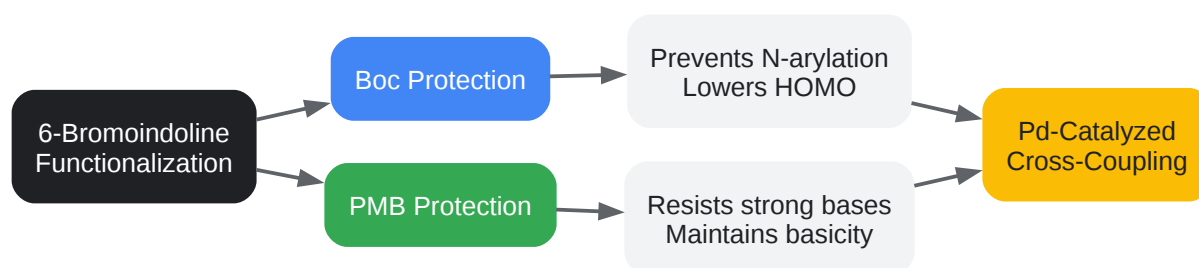 6-Bromoindoline
Functionalization
Boc Protection
Prevents N-arylation
Lowers HOMO
PMB Protection
Resists strong bases
Maintains basicity
Pd-Catalyzed
Cross-Coupling